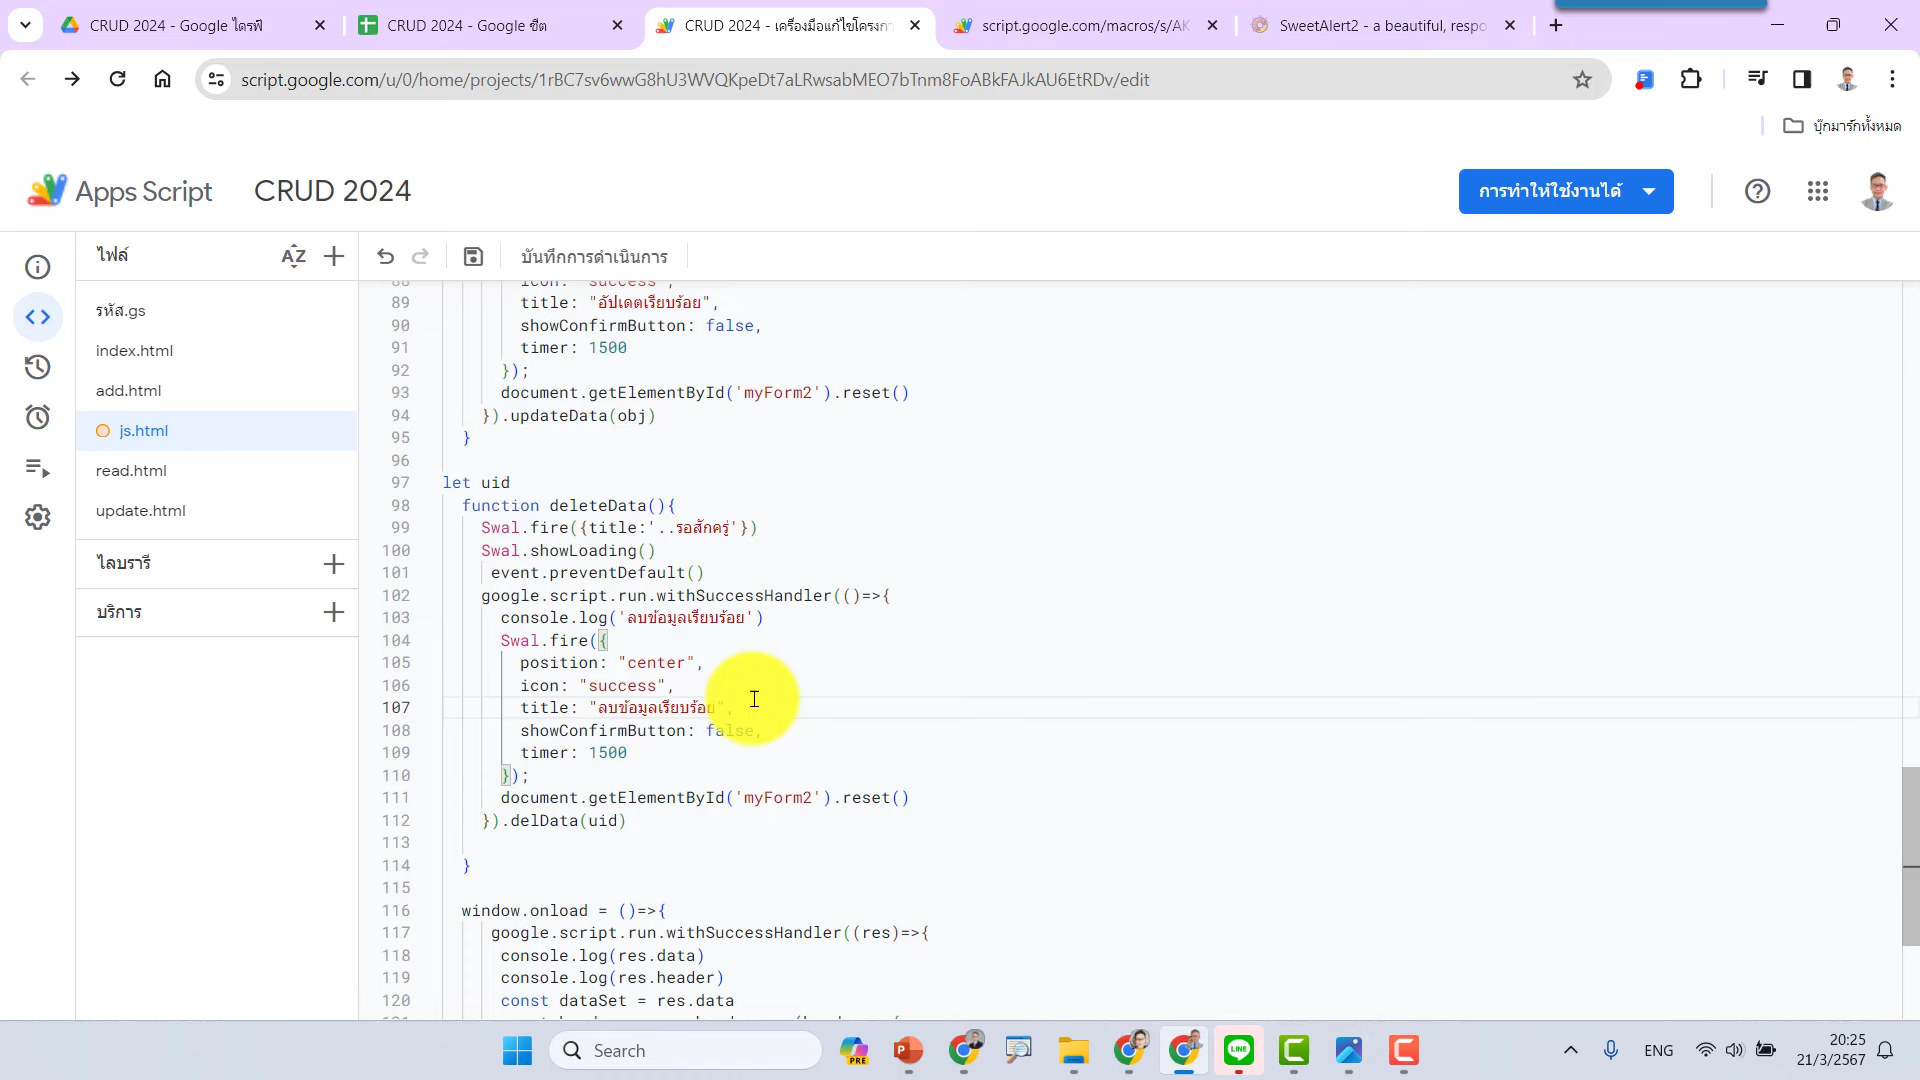 CRUD 2024 - Google ไดรฟ์
CRUD 2024 - Google ชีต
CRUD 2024 - เครื่องมือแก้ไขโครงกา
script.google.com/macros/s/AK
SweetAlert2 - a beautiful, respo
script.google.com/u/0/home/projects/1rBC7sv6wwG8hU3WVQKpeDt7aLRwsabMEO7bTnm8FoABkFAJkAU6EtRDv/edit
บุ๊กมาร์กทั้งหมด
Apps Script
CRUD 2024
การทำให้ใช้งานได้
ไฟล์
AZ
บันทึกการดำเนินการ
รหัส.gs
index.html
add.html
js.html
read.html
update.html
ไลบรารี
บริการ
88 icon: "success",
89 title: "อัปเดตเรียบร้อย",
90 showConfirmButton: false,
91 timer: 1500
92 });
93 document.getElementById('myForm2').reset()
94 }).updateData(obj)
95 }
96
97 let uid
98 function deleteData(){
99 Swal.fire({title:'..รอสักครู่'})
100 Swal.showLoading()
101 event.preventDefault()
102 google.script.run.withSuccessHandler(()=>{
103 console.log('ลบข้อมูลเรียบร้อย')
104 Swal.fire({
105 position: "center",
106 icon: "success",
107 title: "ลบข้อมูลเรียบร้อย",
108 showConfirmButton: false,
109 timer: 1500
110 });
111 document.getElementById('myForm2').reset()
112 }).delData(uid)
113
114 }
115
116 window.onload = ()=>{
117 google.script.run.withSuccessHandler((res)=>{
118 console.log(res.data)
119 console.log(res.header)
120 const dataSet = res.data
Search
PRE
LINE
ENG
20:25
21/3/2567